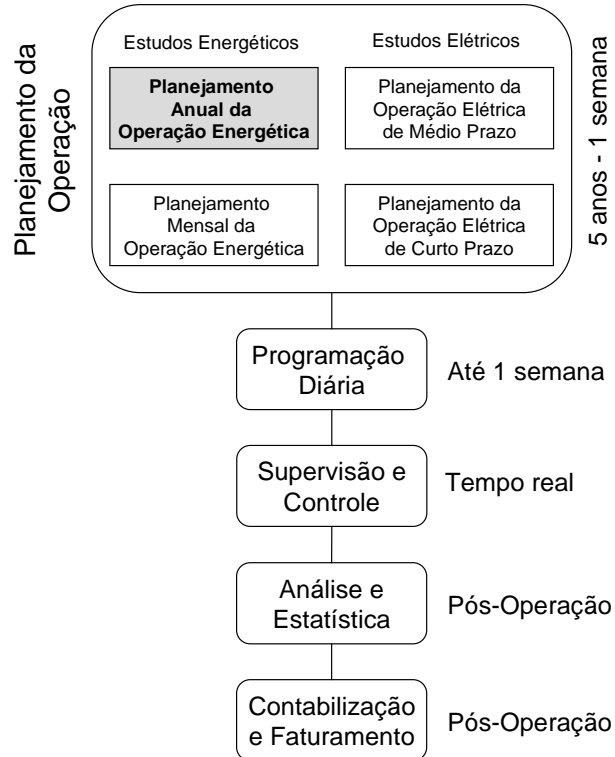 Planejamento da
Operação
Estudos Energéticos
Estudos Elétricos
Planejamento
Anual da
Operação Energética
Planejamento da
Operação Elétrica
de Médio Prazo
Planejamento
Mensal da
Operação Energética
Planejamento da
Operação Elétrica
de Curto Prazo
5 anos - 1 semana
Programação
Diária
Até 1 semana
Supervisão e
Controle
Tempo real
Análise e
Estatística
Pós-Operação
Contabilização
e Faturamento
Pós-Operação